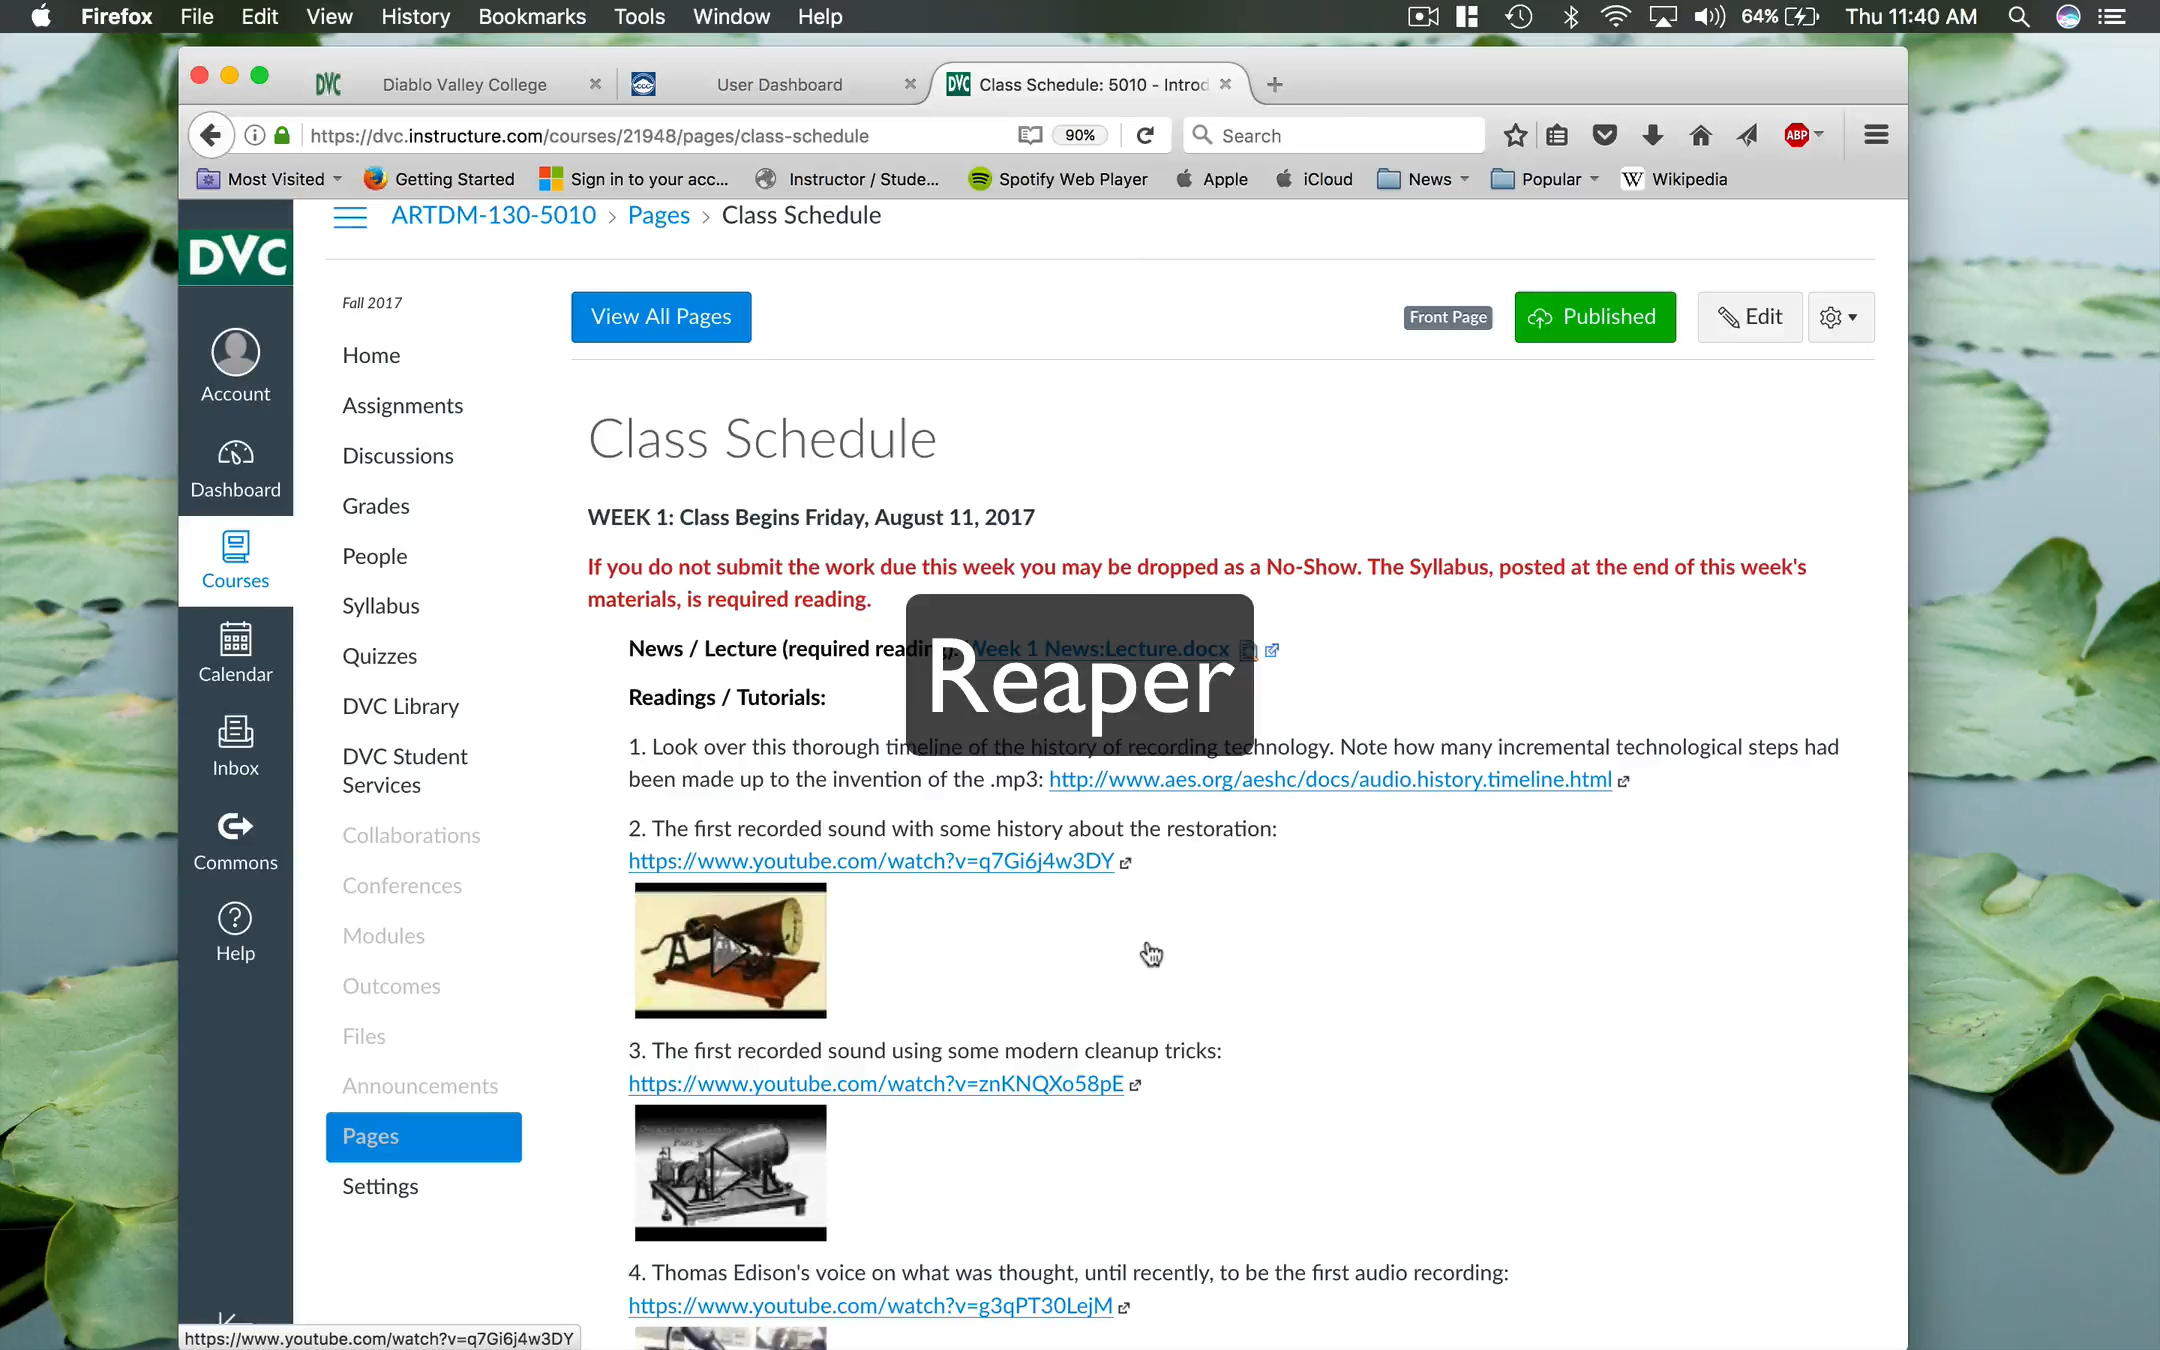 Firefox File Edit View History Bookmarks Tools Window Help 64% Thu 11:40 AM
DVC Diablo Valley College User Dashboard DVC Class Schedule: 5010 - Introd
https://dvc.instructure.com/courses/21948/pages/class-schedule 90% Search ABP
Most Visited Getting Started Sign in to your acc... Instructor / Stude... Spotify Web Player Apple iCloud News Popular W Wikipedia
ARTDM-130-5010 > Pages > Class Schedule
DVC
Account
Dashboard
Courses
Calendar
Inbox
Commons
Help
Fall 2017
Home
Assignments
Discussions
Grades
People
Syllabus
Quizzes
DVC Library
DVC Student
Services
Collaborations
Conferences
Modules
Outcomes
Files
Announcements
Pages
Settings
View All Pages Front Page Published Edit
Class Schedule
WEEK 1: Class Begins Friday, August 11, 2017
If you do not submit the work due this week you may be dropped as a No-Show. The Syllabus, posted at the end of this week's
materials, is required reading.
News / Lecture (required reading): Week 1 News:Lecture.docx
Reaper
Readings / Tutorials:
1. Look over this thorough timeline of the history of recording technology. Note how many incremental technological steps had
been made up to the invention of the .mp3: http://www.aes.org/aeshc/docs/audio.history.timeline.html
2. The first recorded sound with some history about the restoration:
https://www.youtube.com/watch?v=q7Gi6j4w3DY
3. The first recorded sound using some modern cleanup tricks:
https://www.youtube.com/watch?v=znKNQXo58pE
4. Thomas Edison's voice on what was thought, until recently, to be the first audio recording:
https://www.youtube.com/watch?v=g3qPT30LejM
https://www.youtube.com/watch?v=q7Gi6j4w3DY